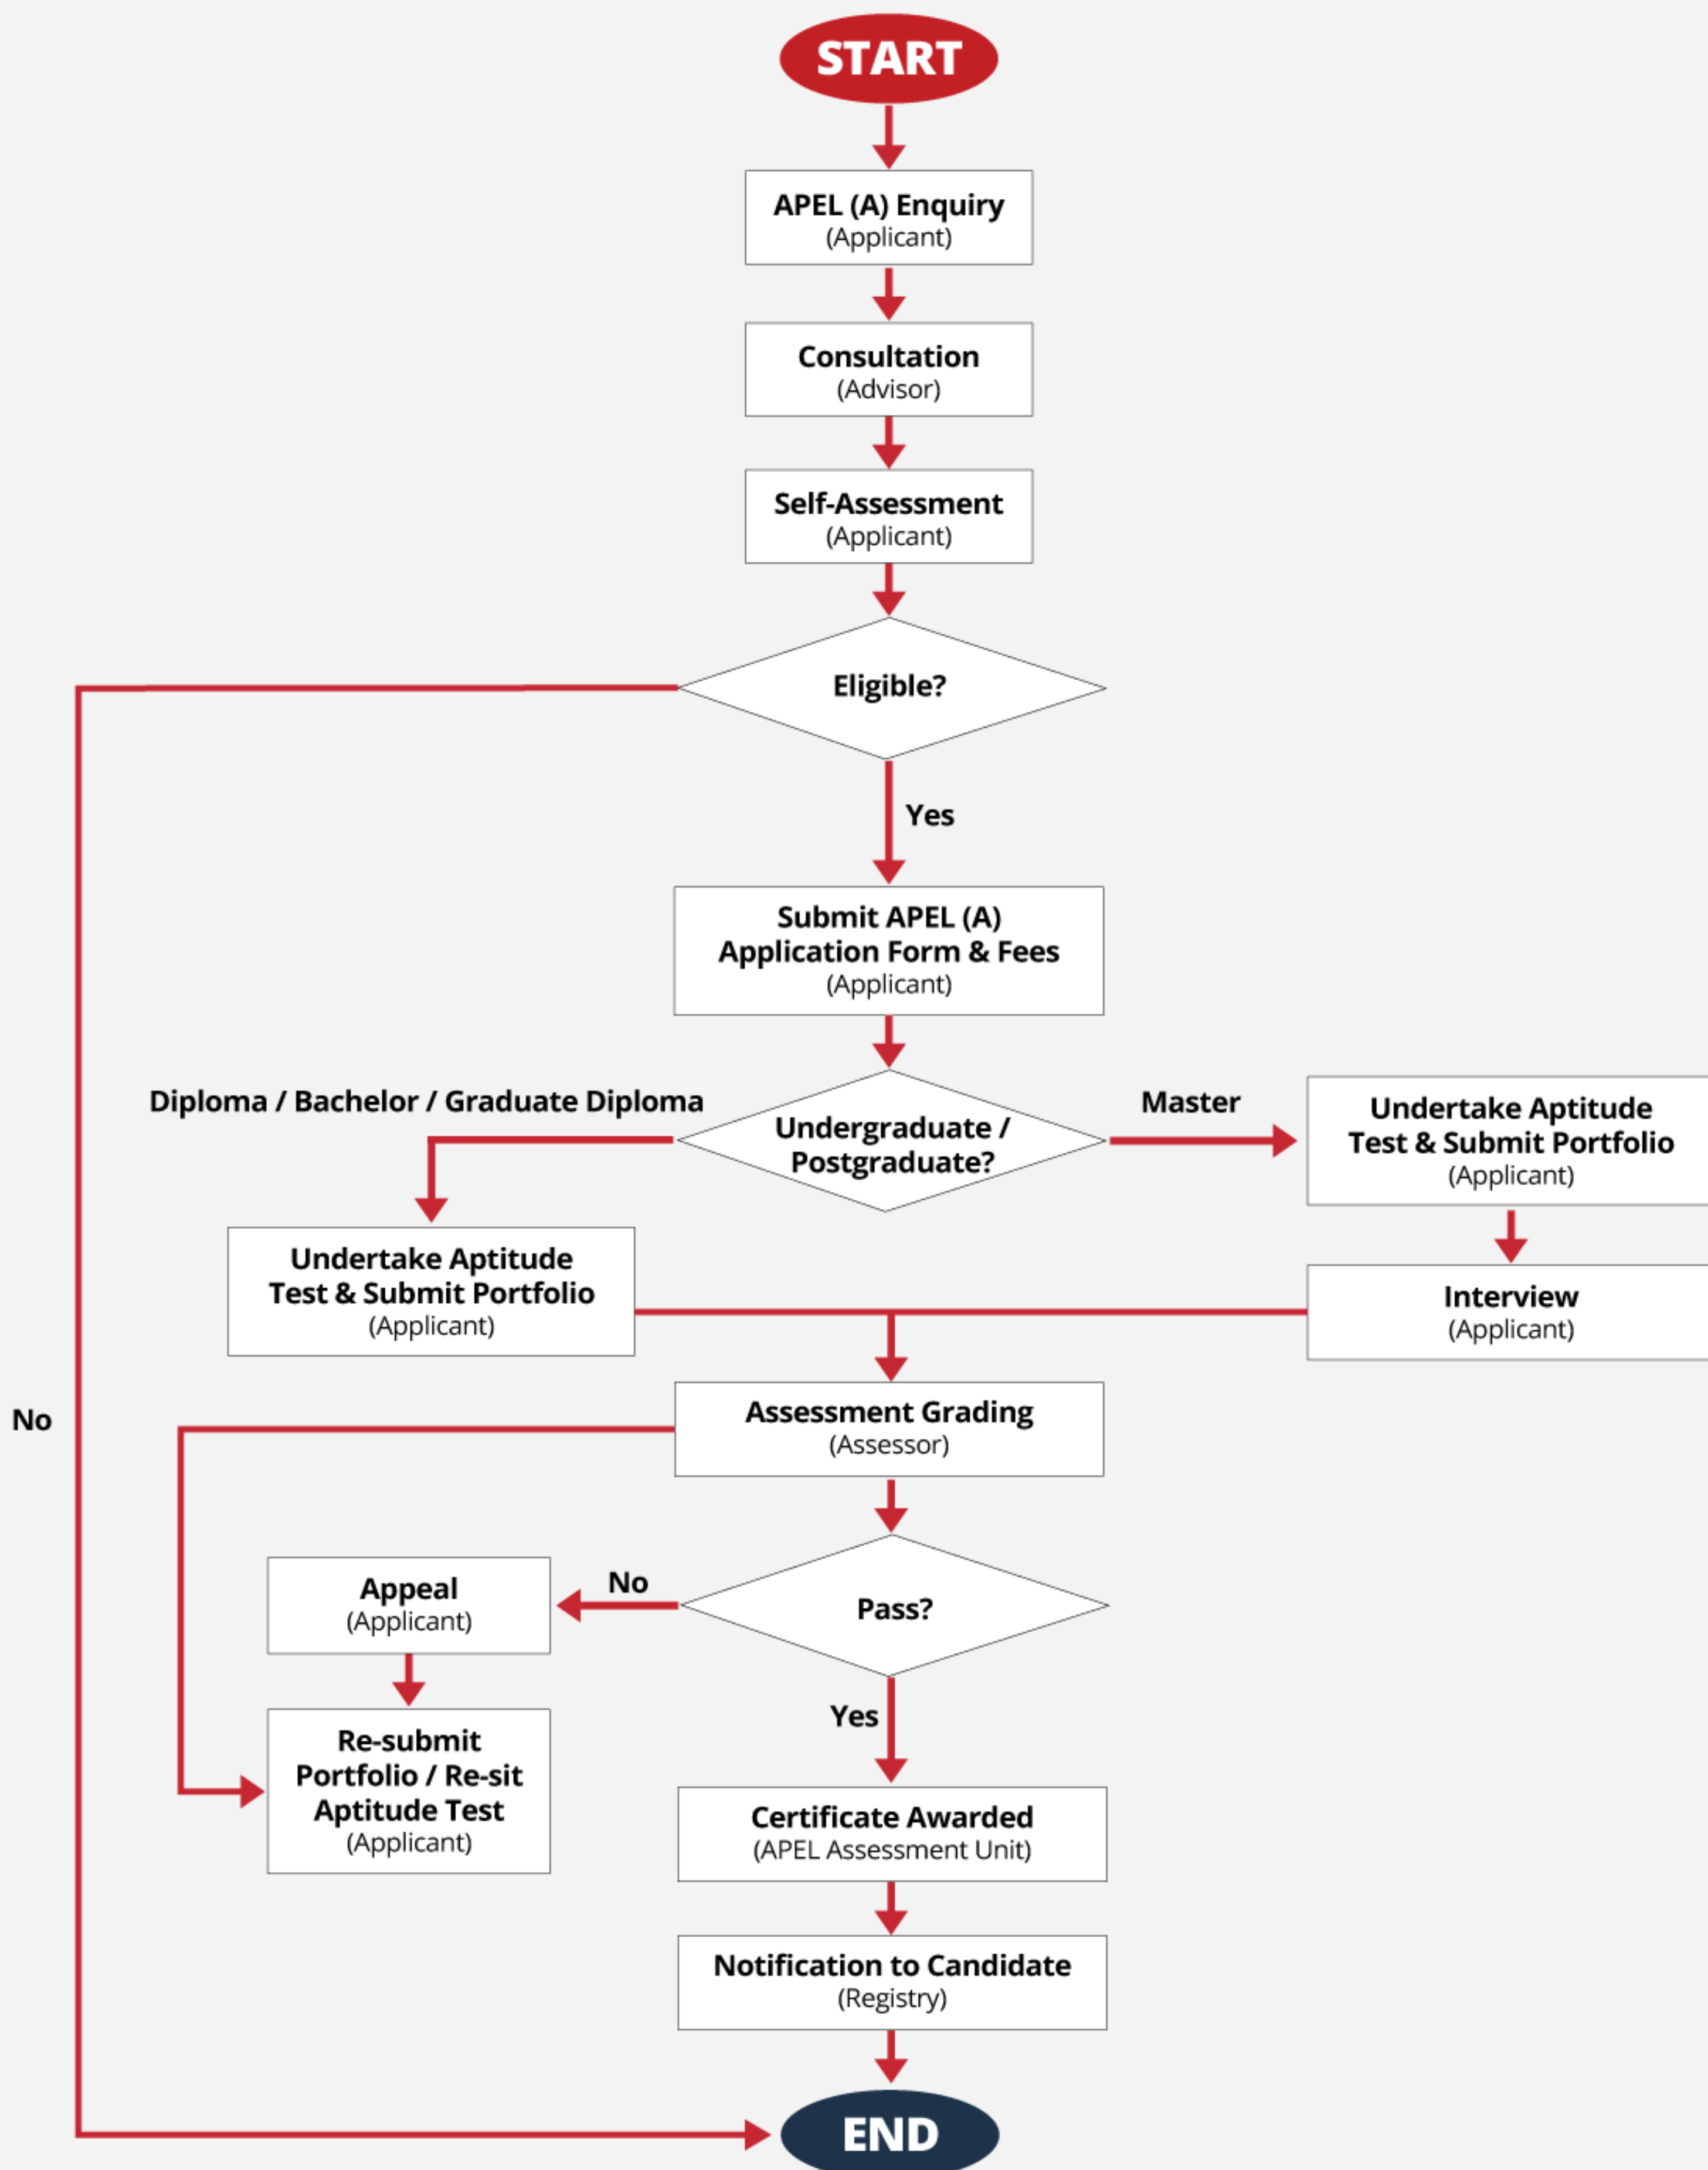 START
APEL (A) Enquiry
(Applicant)
Consultation
(Advisor)
Self-Assessment
(Applicant)
Eligible?
Yes
Submit APEL (A)
Application Form & Fees
(Applicant)
Diploma / Bachelor / Graduate Diploma
Undergraduate /
Postgraduate?
Master
Undertake Aptitude
Test & Submit Portfolio
(Applicant)
Undertake Aptitude
Test & Submit Portfolio
(Applicant)
Interview
(Applicant)
No
Assessment Grading
(Assessor)
Appeal
(Applicant)
No
Pass?
Yes
Re-submit
Portfolio / Re-sit
Aptitude Test
(Applicant)
Certificate Awarded
(APEL Assessment Unit)
Notification to Candidate
(Registry)
END